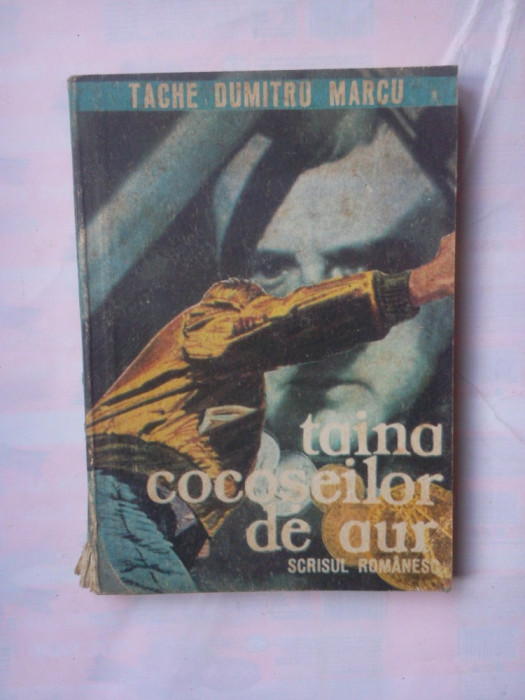 TACHE DUMITRU MARCU
taina
cocoșeilor
de aur
SCRISUL ROMÂNESC